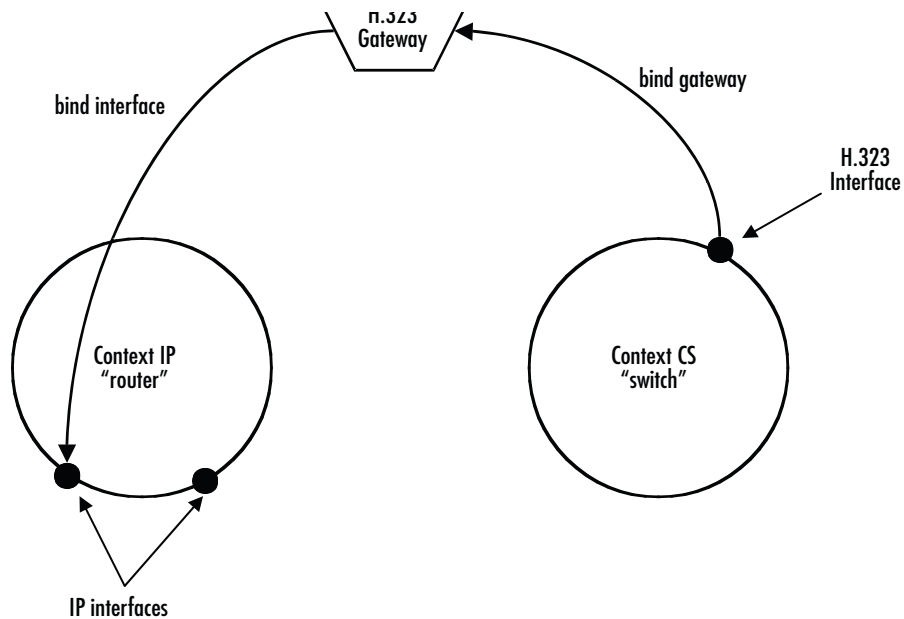 H.323
Gateway
bind interface
bind gateway
H.323
Interface
Context IP
“router”
Context CS
“switch”
IP interfaces